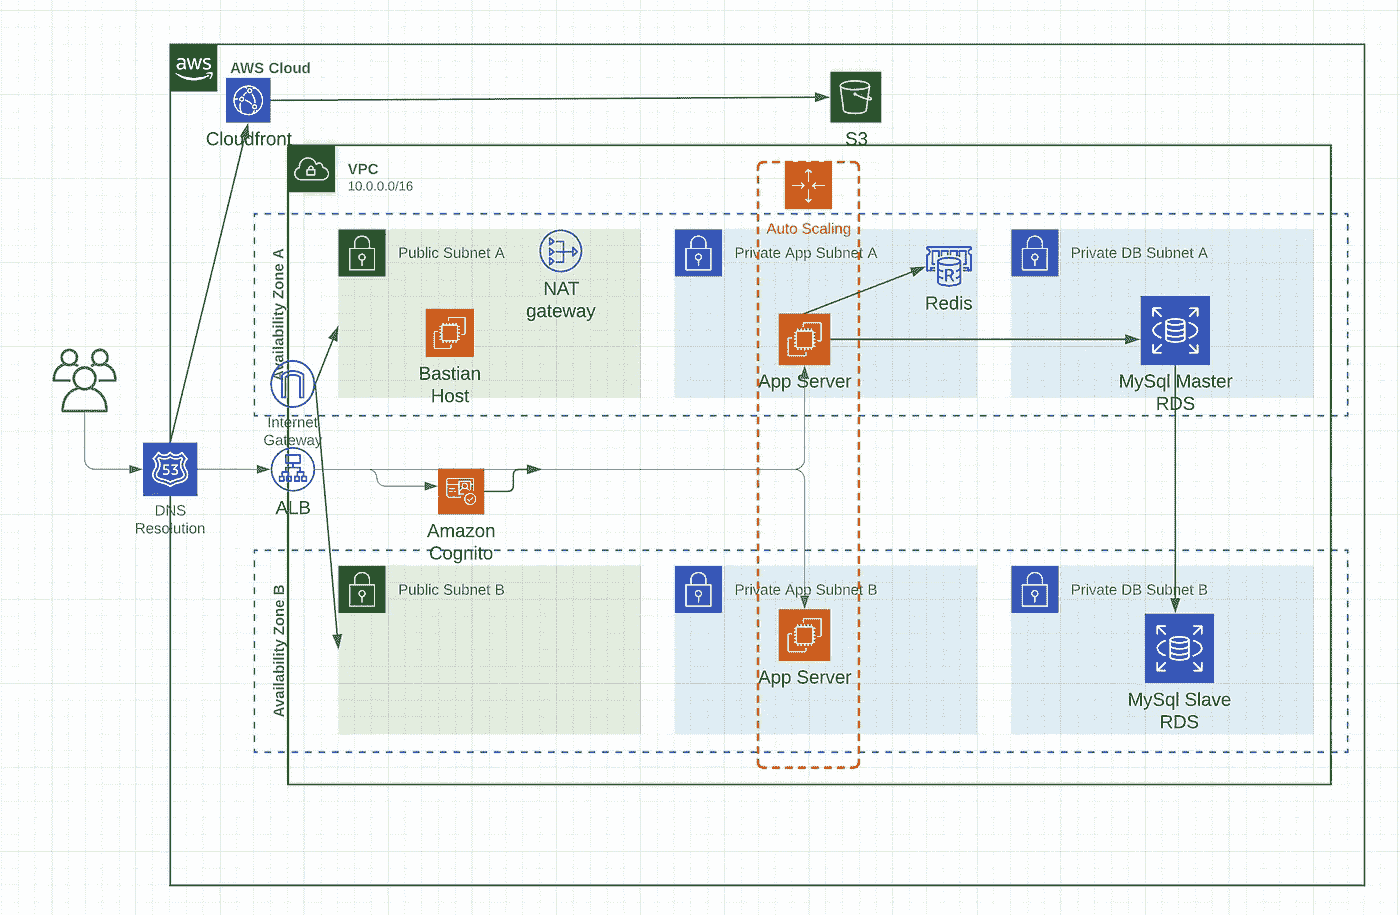 aws
AWS Cloud
Cloudfront
S3
VPC
10.0.0.0/16
Auto Scaling
Availability Zone A
Public Subnet A
NAT
gateway
Bastian
Host
Private App Subnet A
R
Redis
App Server
Private DB Subnet A
MySql Master
RDS
Internet
Gateway
53
DNS
Resolution
ALB
Amazon
Cognito
Availability Zone B
Public Subnet B
Private App Subnet B
App Server
Private DB Subnet B
MySql Slave
RDS